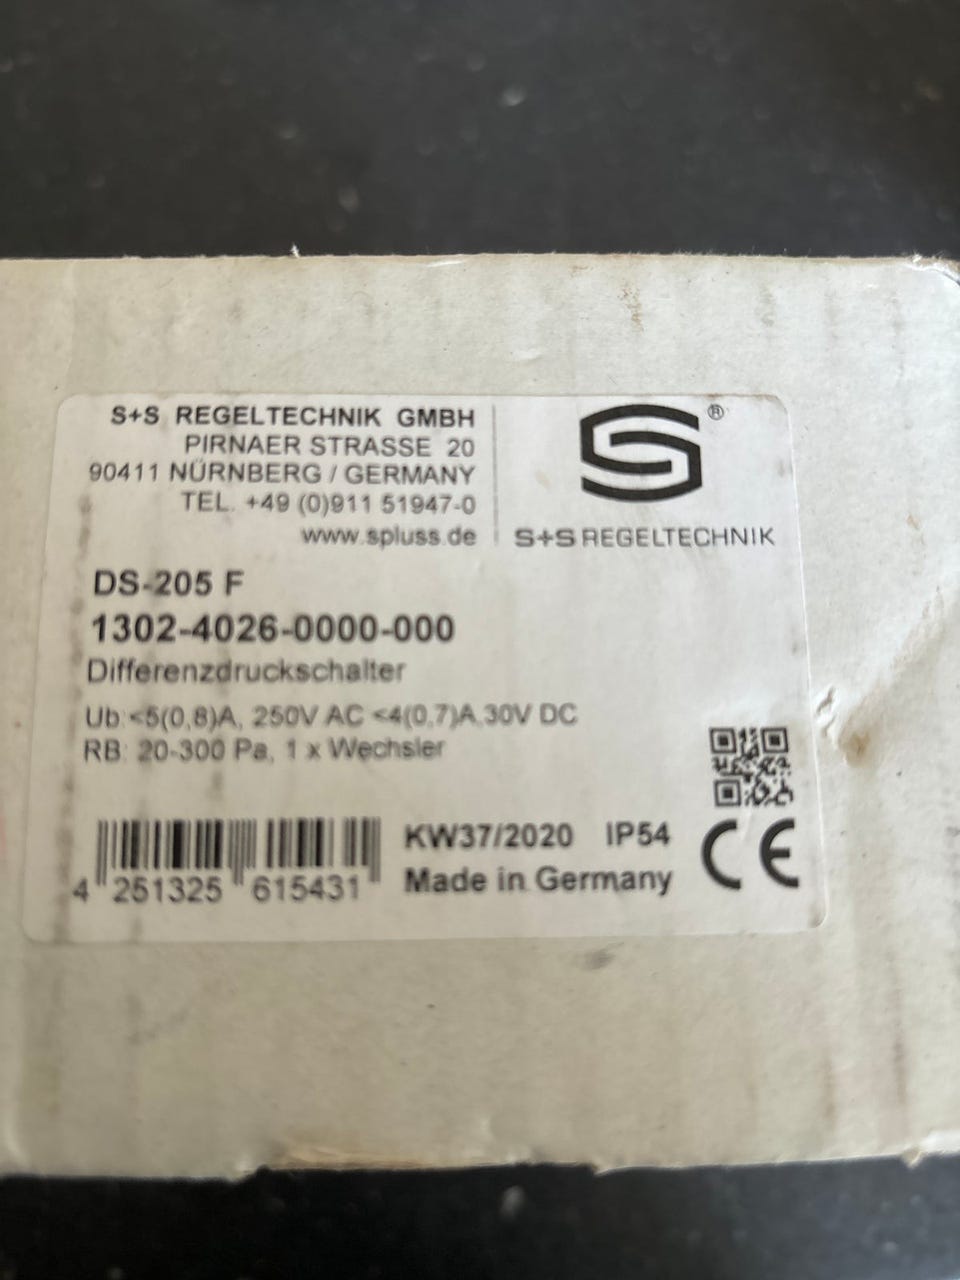 S+S REGELTECHNIK GMBH
PIRNAER STRASSE 20
90411 NÜRNBERG / GERMANY
TEL. +49 (0)911 51947-0
www.spluss.de
®
S+S REGELTECHNIK
DS-205 F
1302-4026-0000-000
Differenzdruckschalter
Ub:<5(0,8)A, 250V AC <4(0,7)A,30V DC
RB: 20-300 Pa, 1 x Wechsler
KW37/2020 IP54
Made in Germany
CE
4 251325 615431